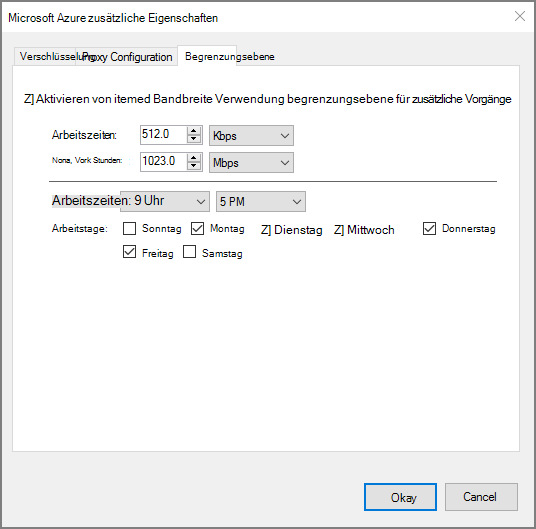 Microsoft Azure zusätzliche Eigenschaften
Verschlüsselung Proxy Configuration Begrenzungsebene
Z] Aktivieren von itemed Bandbreite Verwendung begrenzungsebene für zusätzliche Vorgänge
Arbeitszeiten: 512.0 Kbps
Nona, Vork Stunden: 1023.0 Mbps
Arbeitszeiten: 9 Uhr 5 PM
Arbeitstage: Sonntag Montag Z] Dienstag Z] Mittwoch Donnerstag
Freitag Samstag
Okay Cancel